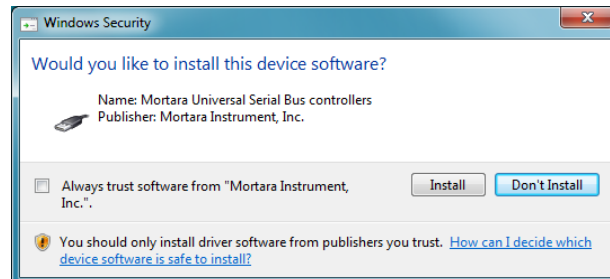 Windows Security
Would you like to install this device software?
Name: Mortara Universal Serial Bus controllers
Publisher: Mortara Instrument, Inc.
Always trust software from "Mortara Instrument,
Inc.".
Install
Don't Install
You should only install driver software from publishers you trust. How can I decide which
device software is safe to install?